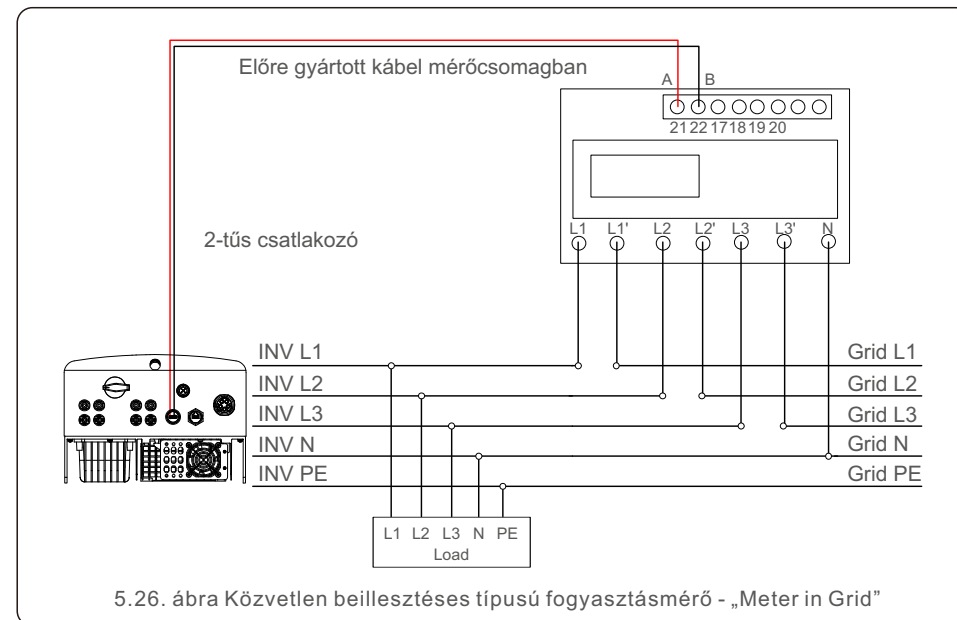 Előre gyártott kábel mérőcsomagban
A B
21 22 17 18 19 20
2-tűs csatlakozó
L1 L1' L2 L2' L3 L3' N
INV L1 Grid L1
INV L2 Grid L2
INV L3 Grid L3
INV N Grid N
INV PE Grid PE
L1 L2 L3 N PE
Load
5.26. ábra Közvetlen beillesztéses típusú fogyasztásmérő - „Meter in Grid”